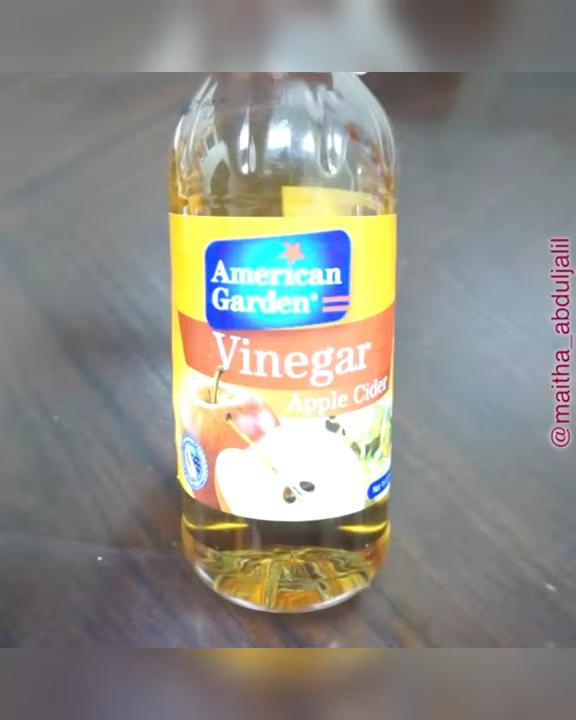 American
Garden®
Vinegar
Apple Cider
@maitha_abduljalil